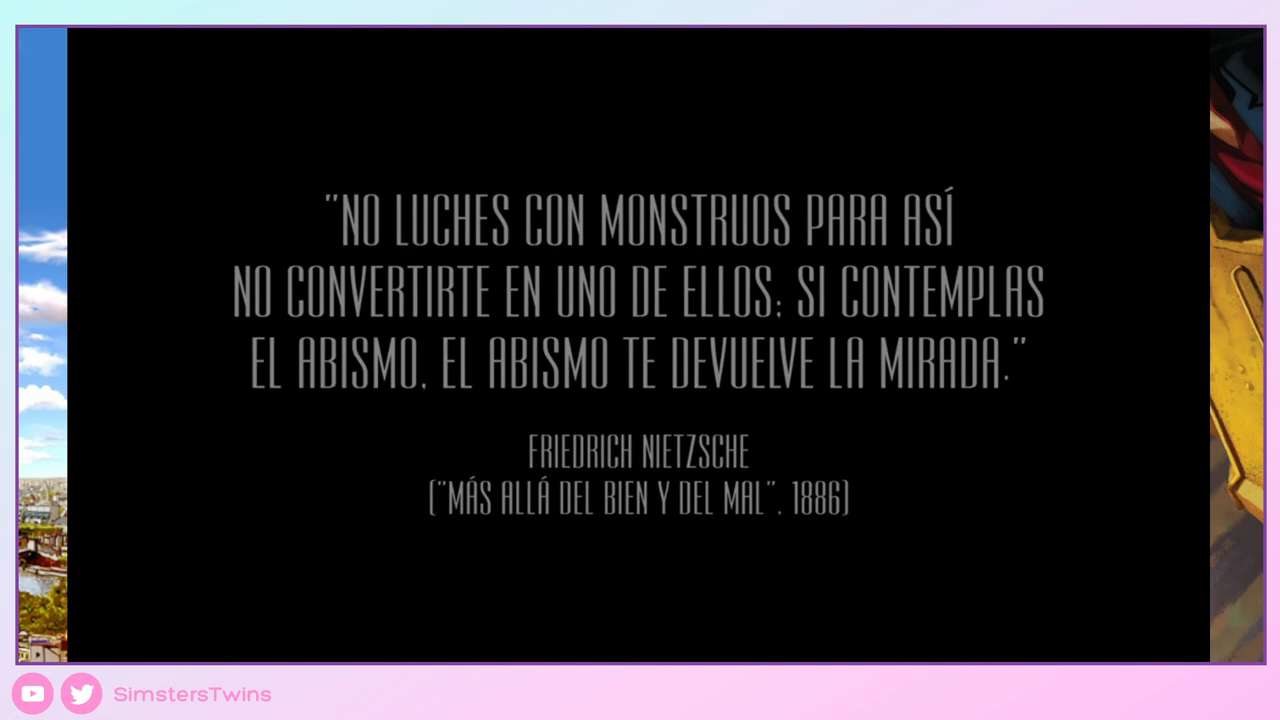 "NO LUCHES CON MONSTRUOS PARA ASÍ
NO CONVERTIRTE EN UNO DE ELLOS; SI CONTEMPLAS
EL ABISMO, EL ABISMO TE DEVUELVE LA MIRADA."
FRIEDRICH NIETZSCHE
("MÁS ALLÁ DEL BIEN Y DEL MAL", 1886)
SimstersTwins